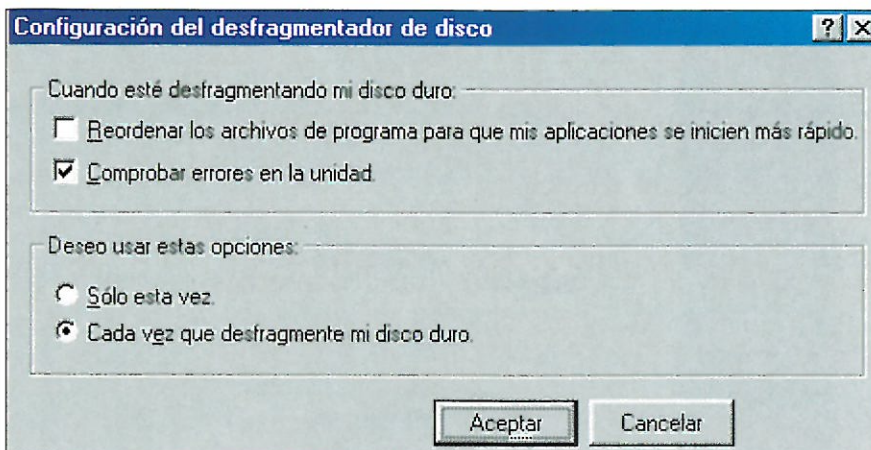 Configuración del desfragmentador de disco
Cuando esté desfragmentando mi disco duro:
Reordenar los archivos de programa para que mis aplicaciones se inicien más rápido.
Comprobar errores en la unidad.
Deseo usar estas opciones:
Sólo esta vez.
Cada vez que desfragmente mi disco duro.
Aceptar Cancelar